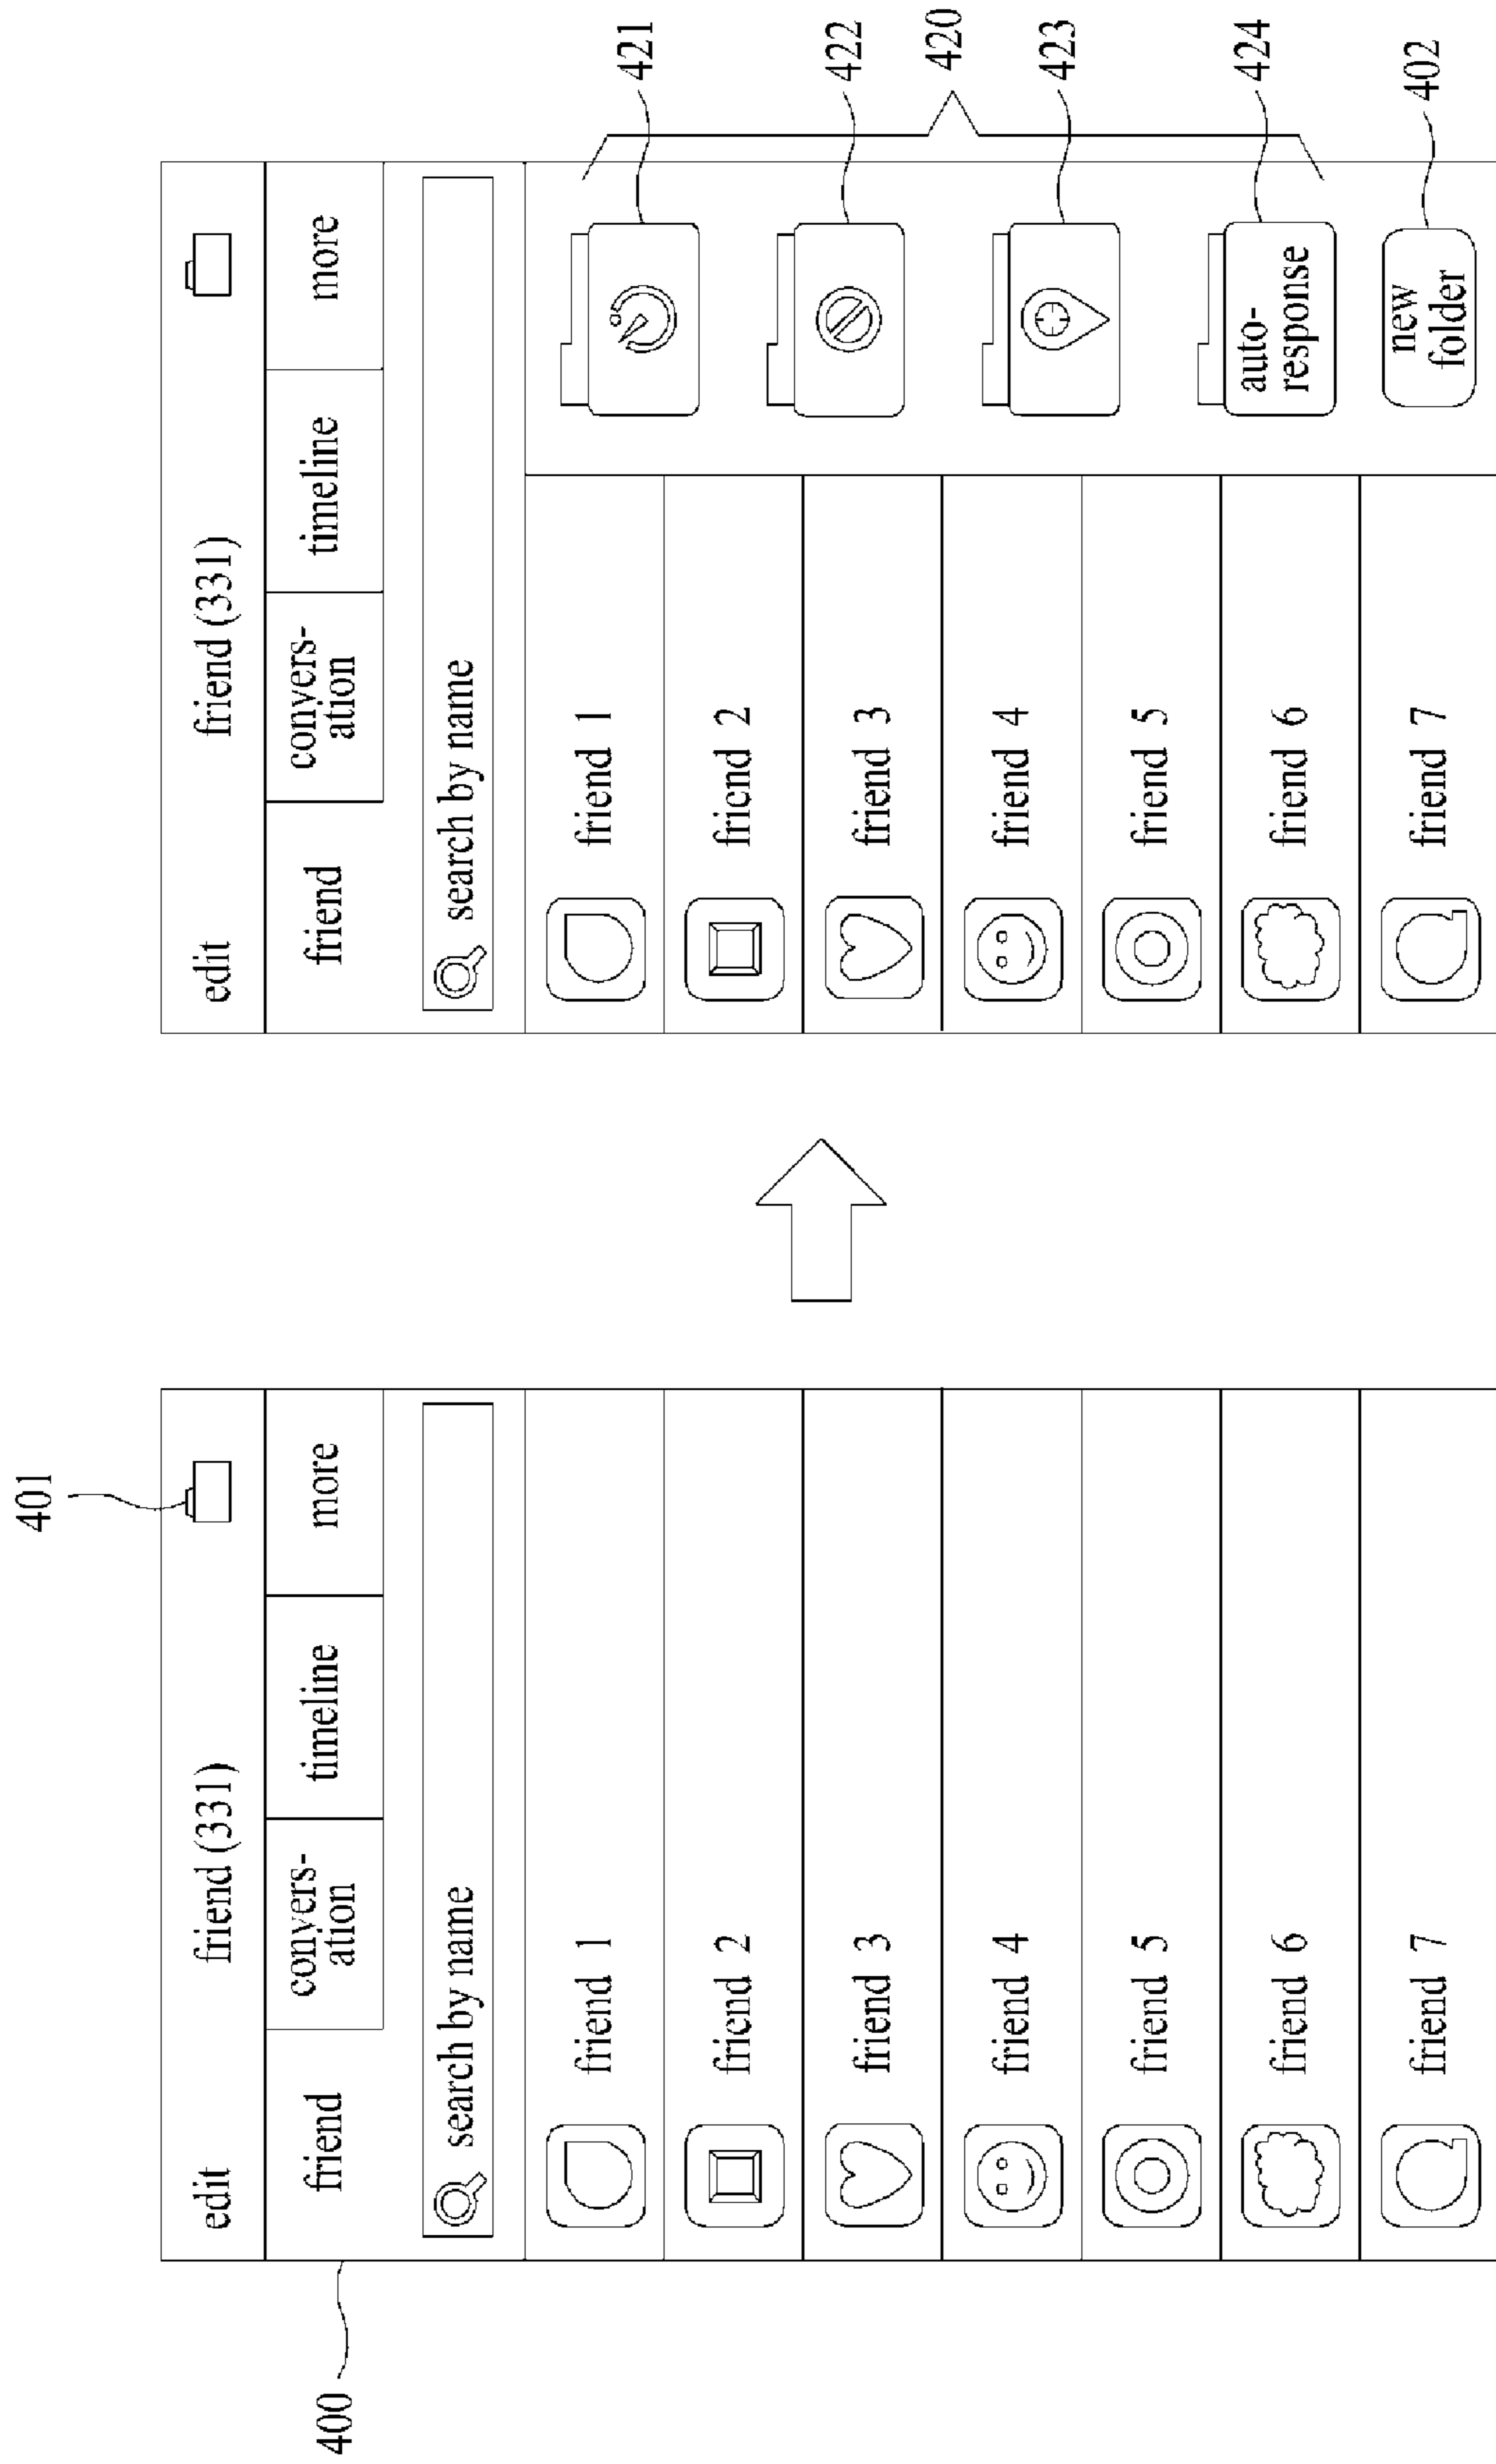 401
400
edit
friend (331)
friend
convers-
ation
timeline
more
search by name
friend 1
friend 2
friend 3
friend 4
friend 5
friend 6
friend 7
edit
friend (331)
friend
convers-
ation
timeline
more
search by name
friend 1
friend 2
friend 3
friend 4
friend 5
friend 6
friend 7
auto-
response
new
folder
421
422
420
423
424
402